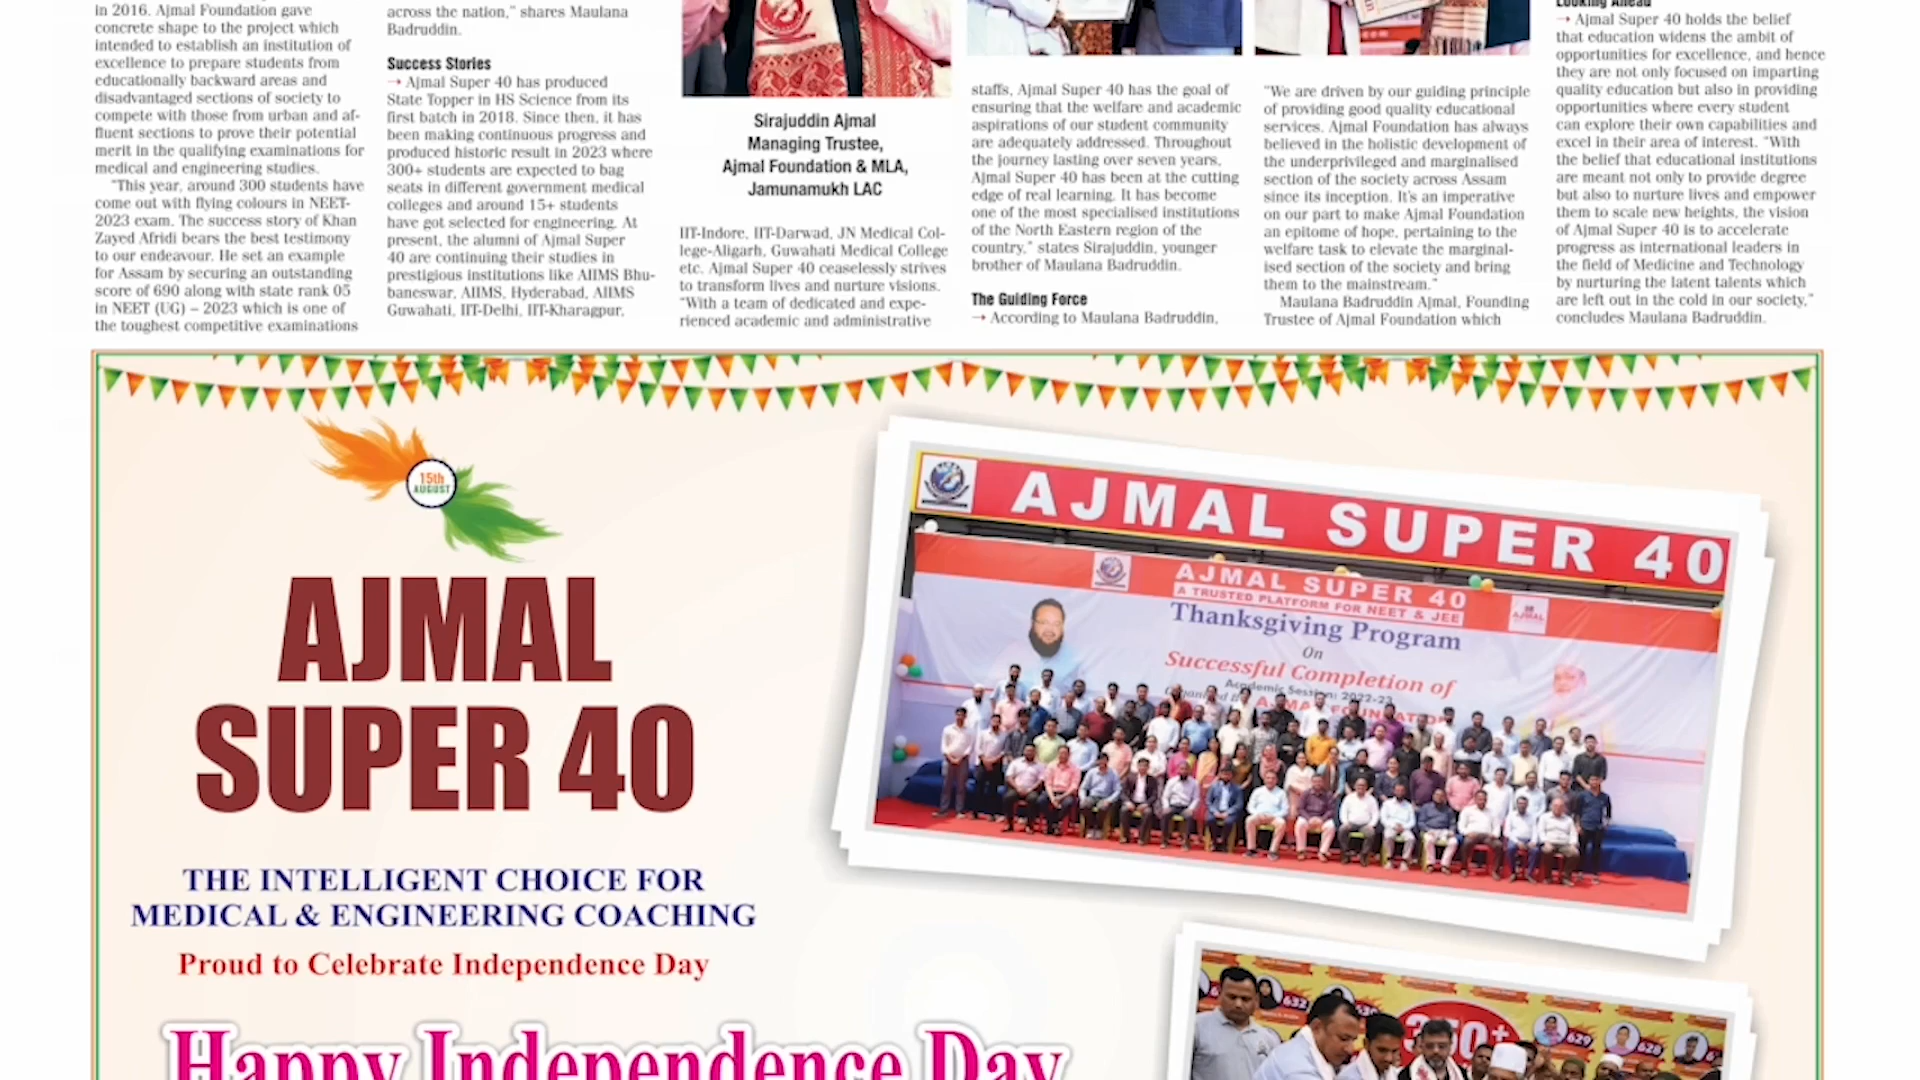 in 2016. Ajmal Foundation gave
concrete shape to the project which
intended to establish an institution of
excellence to prepare students from
educationally backward areas and
disadvantaged sections of society to
compete with those from urban and af-
fluent sections to prove their potential
merit in the qualifying examinations for
medical and engineering studies.
"This year, around 300 students have
come out with flying colours in NEET-
2023 exam. The success story of Khan
Zayed Afridi bears the best testimony
to our endeavour. He set an example
for Assam by securing an outstanding
score of 690 along with state rank 05
in NEET (UG) – 2023 which is one of
the toughest competitive examinations
across the nation," shares Maulana
Badruddin.
Success Stories
→ Ajmal Super 40 has produced
State Topper in HS Science from its
first batch in 2018. Since then, it has
been making continuous progress and
produced historic result in 2023 where
300+ students are expected to bag
seats in different government medical
colleges and around 15+ students
have got selected for engineering. At
present, the alumni of Ajmal Super
40 are continuing their studies in
prestigious institutions like AIIMS Bhu-
baneswar, AIIMS, Hyderabad, AIIMS
Guwahati, IIT-Delhi, IIT-Kharagpur,
Sirajuddin Ajmal
Managing Trustee,
Ajmal Foundation & MLA,
Jamunamukh LAC
IIT-Indore, IIT-Darwad, JN Medical Col-
lege-Aligarh, Guwahati Medical College
etc. Ajmal Super 40 ceaselessly strives
to transform lives and nurture visions.
"With a team of dedicated and expe-
rienced academic and administrative
staffs, Ajmal Super 40 has the goal of
ensuring that the welfare and academic
aspirations of our student community
are adequately addressed. Throughout
the journey lasting over seven years,
Ajmal Super 40 has been at the cutting
edge of real learning. It has become
one of the most specialised institutions
of the North Eastern region of the
country," states Sirajuddin, younger
brother of Maulana Badruddin.
The Guiding Force
→ According to Maulana Badruddin,
"We are driven by our guiding principle
of providing good quality educational
services. Ajmal Foundation has always
believed in the holistic development of
the underprivileged and marginalised
section of the society across Assam
since its inception. It's an imperative
on our part to make Ajmal Foundation
an epitome of hope, pertaining to the
welfare task to elevate the marginal-
ised section of the society and bring
them to the mainstream."
Maulana Badruddin Ajmal, Founding
Trustee of Ajmal Foundation which
Looking Ahead
→ Ajmal Super 40 holds the belief
that education widens the ambit of
opportunities for excellence, and hence
they are not only focused on imparting
quality education but also in providing
opportunities where every student
can explore their own capabilities and
excel in their area of interest. "With
the belief that educational institutions
are meant not only to provide degree
but also to nurture lives and empower
them to scale new heights, the vision
of Ajmal Super 40 is to accelerate
progress as international leaders in
the field of Medicine and Technology
by nurturing the latent talents which
are left out in the cold in our society,"
concludes Maulana Badruddin.
15th
AUGUST
AJMAL
SUPER 40
THE INTELLIGENT CHOICE FOR
MEDICAL & ENGINEERING COACHING
Proud to Celebrate Independence Day
Happy Independence Day
AJMAL SUPER 40
AJMAL SUPER 40
A TRUSTED PLATFORM FOR NEET & JEE
AJMAL
Thanksgiving Program
On
Successful Completion of
Academic Session: 2022-23
AJMAL FOUNDATION
632
350+
629
628